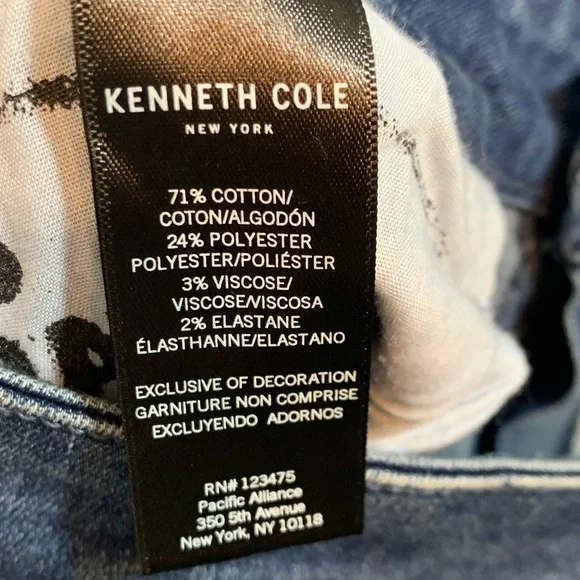 KENNETH COLE
NEW YORK
71% COTTON/
COTON/ALGODÓN
24% POLYESTER
POLYESTER/POLIÉSTER
3% VISCOSE/
VISCOSE/VISCOSA
2% ELASTANE
ÉLASTHANNE/ELASTANO
EXCLUSIVE OF DECORATION
GARNITURE NON COMPRISE
EXCLUYENDO ADORNOS
RN# 123475
Pacific Alliance
350 5th Avenue
New York, NY 10118